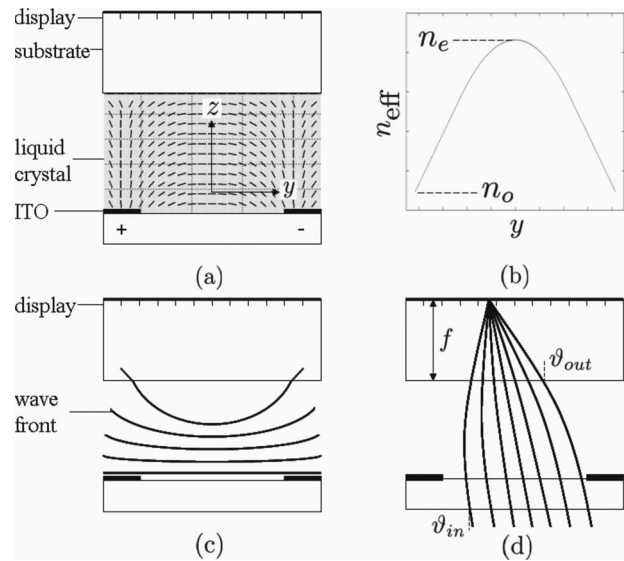 display
substrate
z
liquid
crystal
y
ITO
+
-
(a)
n_e
n_eff
n_o
y
(b)
display
wave
front
(c)
f
ϑ_out
ϑ_in
(d)